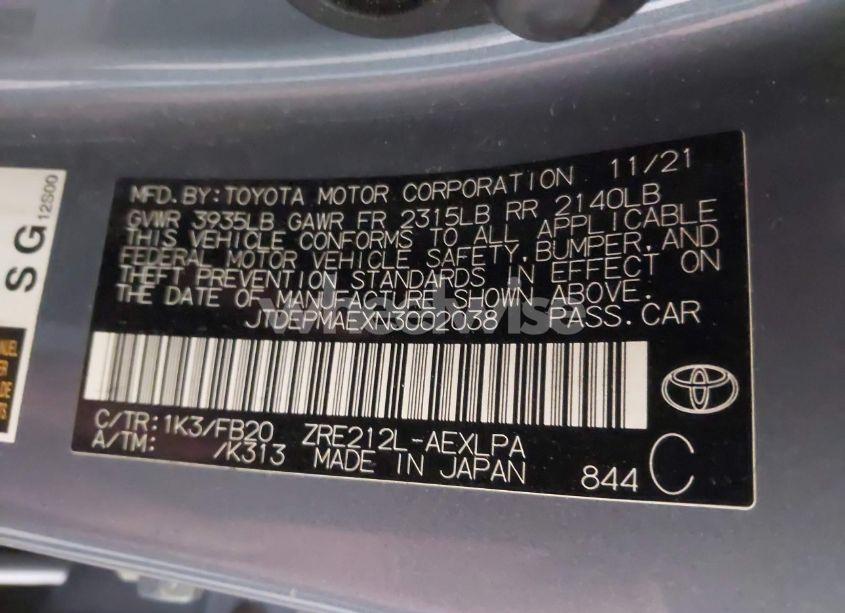 MFD. BY: TOYOTA MOTOR CORPORATION 11/21
GVWR 3935LB GAWR FR 2315LB RR 2140LB
THIS VEHICLE CONFORMS TO ALL APPLICABLE
FEDERAL MOTOR VEHICLE SAFETY, BUMPER, AND
THEFT PREVENTION STANDARDS IN EFFECT ON
THE DATE OF MANUFACTURE SHOWN ABOVE.
JTDEPMAEXN3002038 PASS. CAR
C/TR: 1K3/FB20 ZRE212L-AEXLPA
A/TM: /K313 MADE IN JAPAN 844 C
SG 12S00